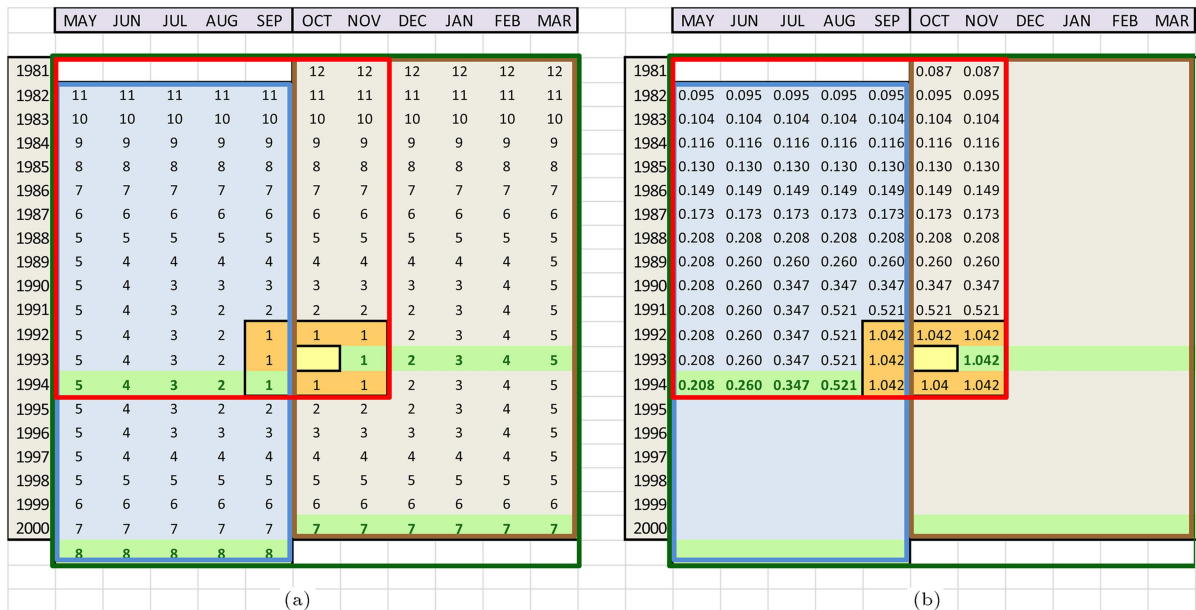 MAY JUN JUL AUG SEP OCT NOV DEC JAN FEB MAR MAY JUN JUL AUG SEP OCT NOV DEC JAN FEB MAR
1981 12 12 12 12 12 12 1981 0.087 0.087
1982 11 11 11 11 11 11 11 11 11 11 11 1982 0.095 0.095 0.095 0.095 0.095 0.095 0.095
1983 10 10 10 10 10 10 10 10 10 10 10 1983 0.104 0.104 0.104 0.104 0.104 0.104 0.104
1984 9 9 9 9 9 9 9 9 9 9 9 1984 0.116 0.116 0.116 0.116 0.116 0.116 0.116
1985 8 8 8 8 8 8 8 8 8 8 8 1985 0.130 0.130 0.130 0.130 0.130 0.130 0.130
1986 7 7 7 7 7 7 7 7 7 7 7 1986 0.149 0.149 0.149 0.149 0.149 0.149 0.149
1987 6 6 6 6 6 6 6 6 6 6 6 1987 0.173 0.173 0.173 0.173 0.173 0.173 0.173
1988 5 5 5 5 5 5 5 5 5 5 5 1988 0.208 0.208 0.208 0.208 0.208 0.208 0.208
1989 5 4 4 4 4 4 4 4 4 4 5 1989 0.208 0.260 0.260 0.260 0.260 0.260 0.260
1990 5 4 3 3 3 3 3 3 3 4 5 1990 0.208 0.260 0.347 0.347 0.347 0.347 0.347
1991 5 4 3 2 2 2 2 2 3 4 5 1991 0.208 0.260 0.347 0.521 0.521 0.521 0.521
1992 5 4 3 2 1 1 1 2 3 4 5 1992 0.208 0.260 0.347 0.521 1.042 1.042 1.042
1993 5 4 3 2 1 1 2 3 4 5 1993 0.208 0.260 0.347 0.521 1.042 1.042
1994 5 4 3 2 1 1 1 2 3 4 5 1994 0.208 0.260 0.347 0.521 1.042 1.04 1.042
1995 5 4 3 2 2 2 2 2 3 4 5 1995
1996 5 4 3 3 3 3 3 3 3 4 5 1996
1997 5 4 4 4 4 4 4 4 4 4 5 1997
1998 5 5 5 5 5 5 5 5 5 5 5 1998
1999 6 6 6 6 6 6 6 6 6 6 6 1999
2000 7 7 7 7 7 7 7 7 7 7 7 2000
8 8 8 8 8
(a) (b)